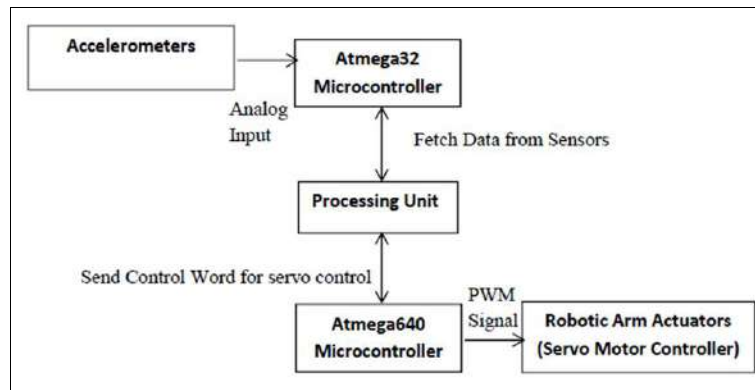 Accelerometers
Atmega32
Microcontroller
Analog
Input
Fetch Data from Sensors
Processing Unit
Send Control Word for servo control
Atmega640
Microcontroller
PWM
Signal
Robotic Arm Actuators
(Servo Motor Controller)